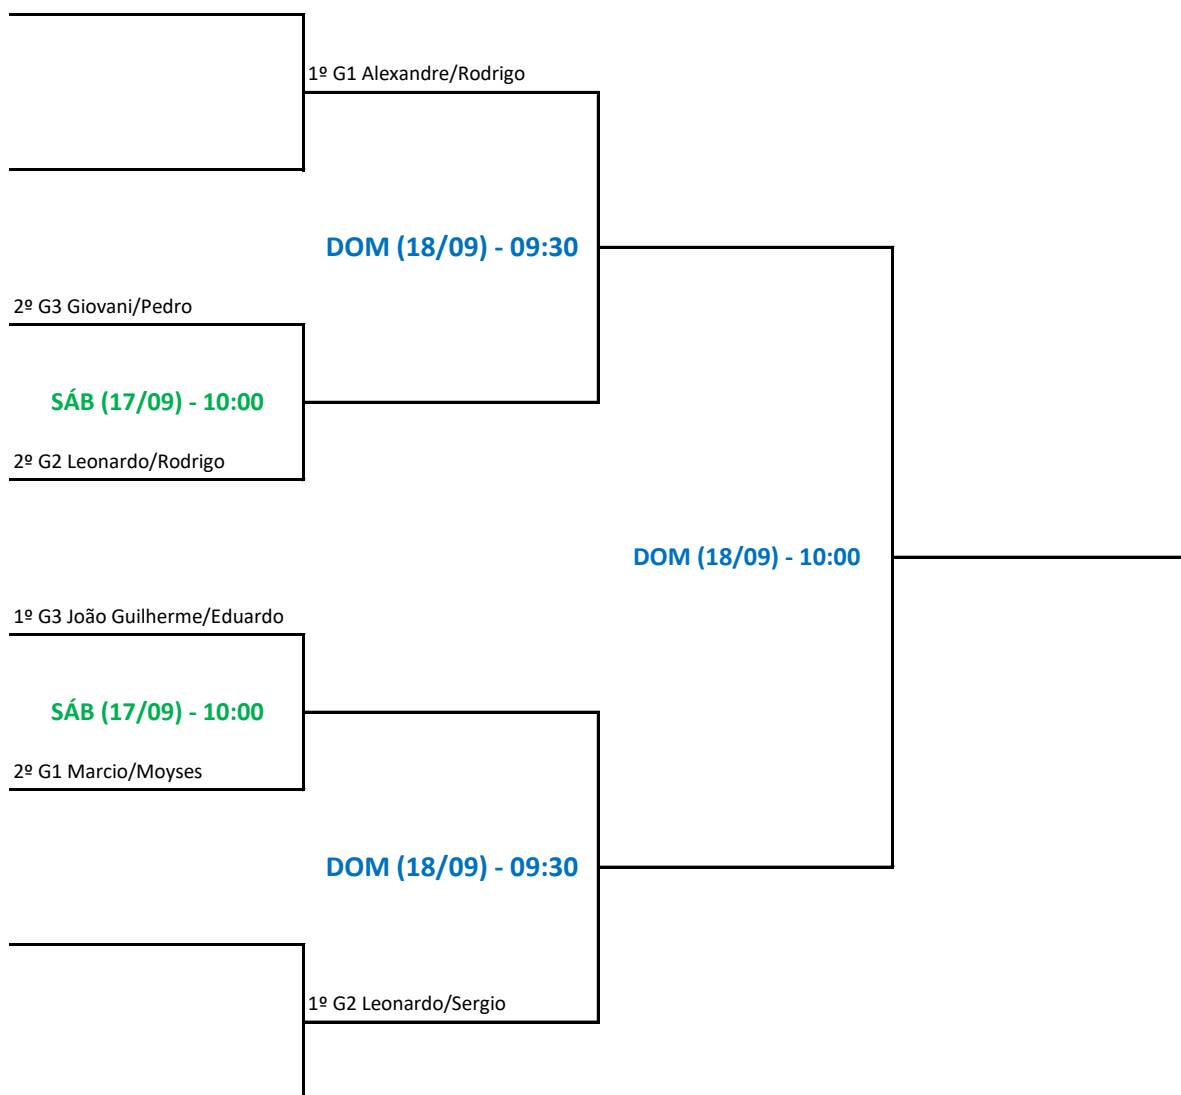 1º G1 Alexandre/Rodrigo
DOM (18/09) - 09:30
2º G3 Giovani/Pedro
SÁB (17/09) - 10:00
2º G2 Leonardo/Rodrigo
DOM (18/09) - 10:00
1º G3 João Guilherme/Eduardo
SÁB (17/09) - 10:00
2º G1 Marcio/Moyses
DOM (18/09) - 09:30
1º G2 Leonardo/Sergio